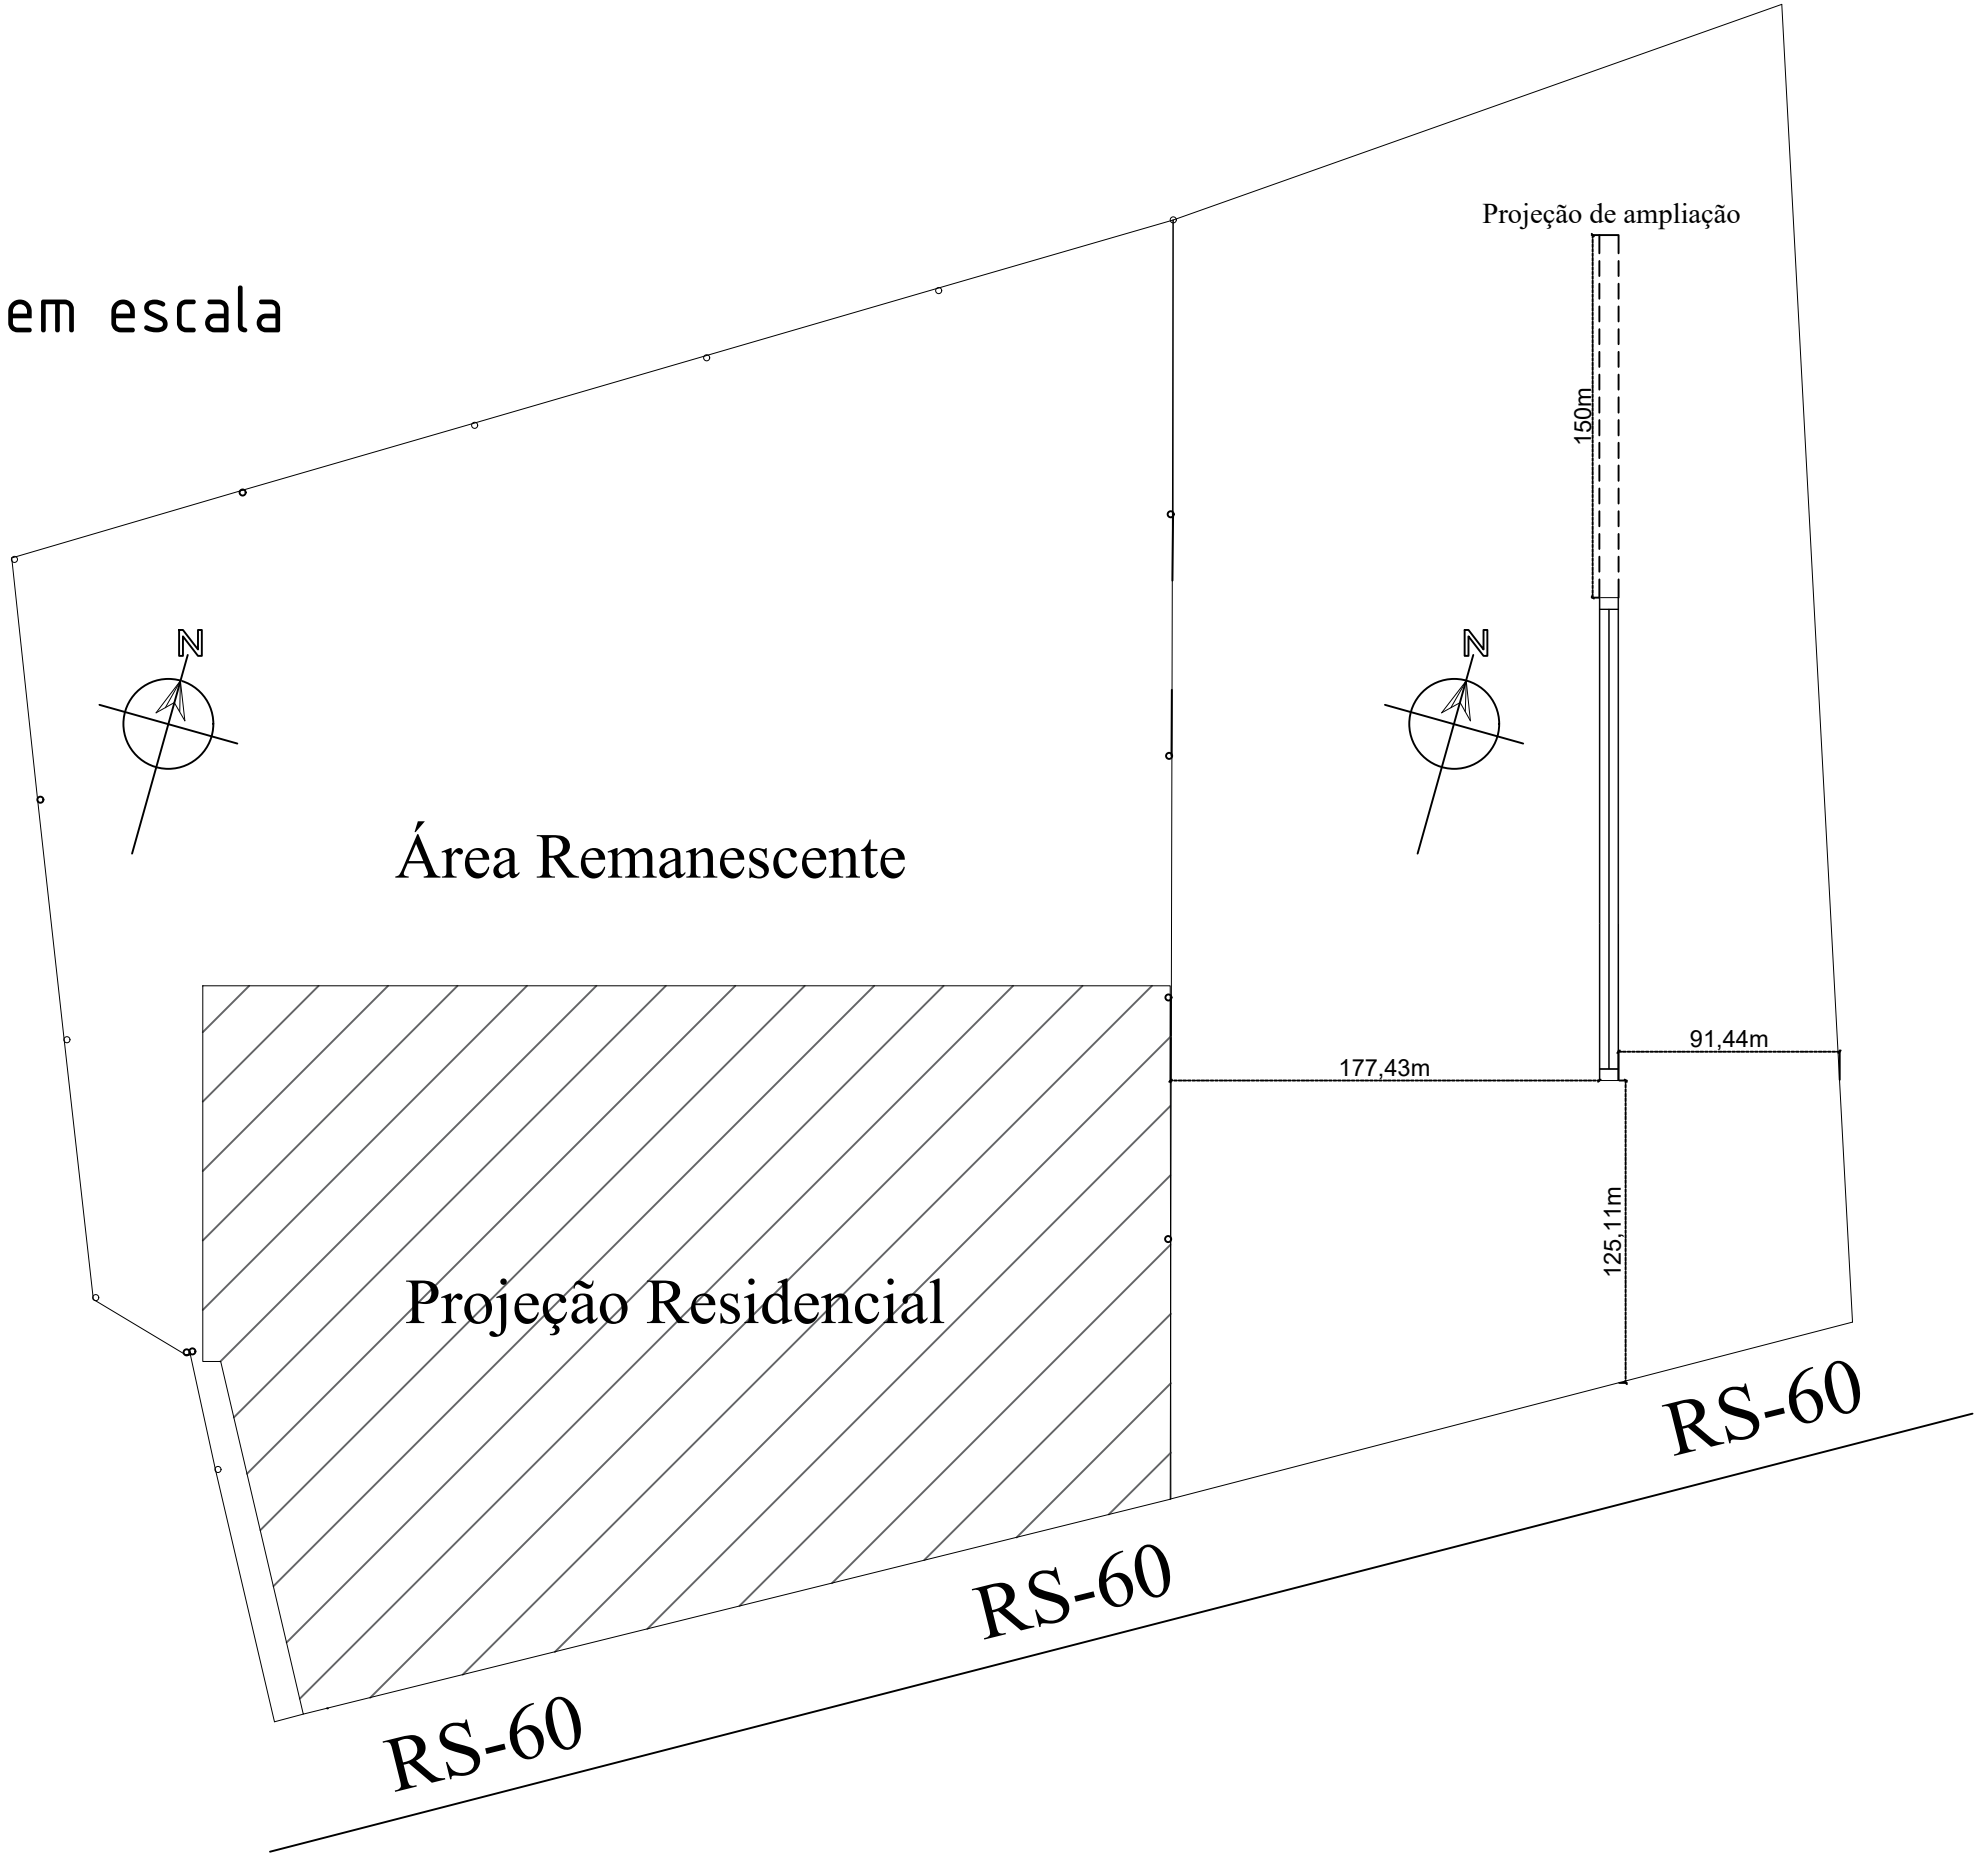 Projeção de ampliação
em escala
150m
N
N
Área Remanescente
91,44m
177,43m
125,11m
Projeção Residencial
RS-60
RS-60
RS-60